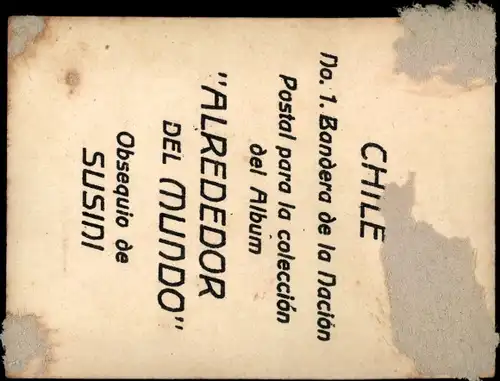 CHILE
No. 1. Bandera de la Nación
Postal para la colección
del Album
"ALREDEDOR
DEL MUNDO"
Obsequio de
SUSINI